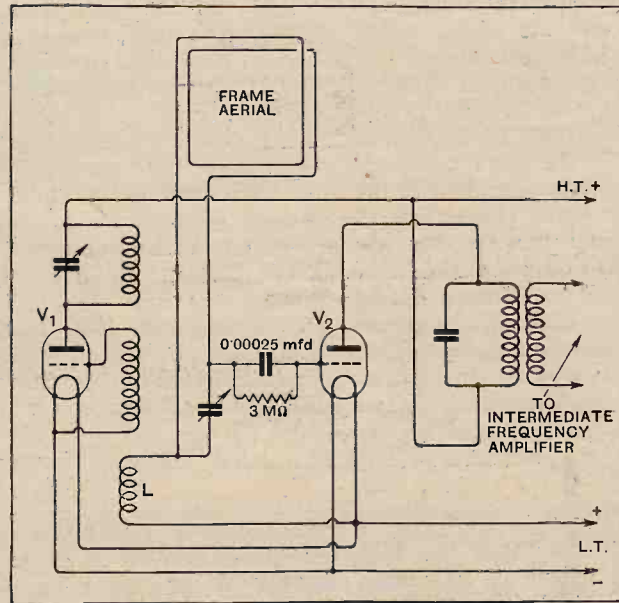 FRAME
AERIAL
H.T. +
V1
0·00025 mfd
V2
3 MΩ
TO
INTERMEDIATE
FREQUENCY
AMPLIFIER
L
+
L.T.
−